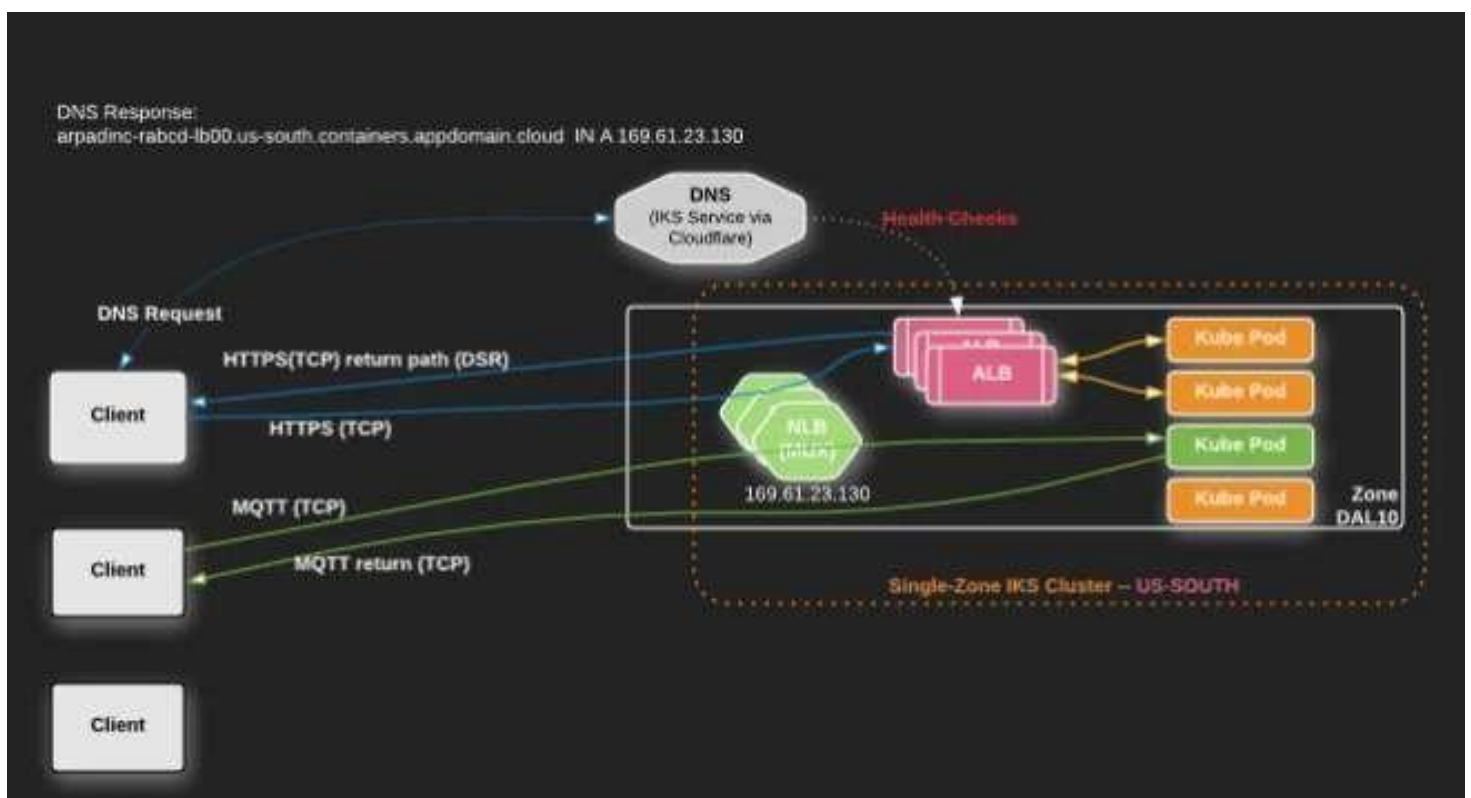 DNS Response:
arpadinc-rabcd-lb00.us-south.containers.appdomain.cloud IN A 169.61.23.130
DNS
(IKS Service via
Cloudflare)
Health Checks
DNS Request
HTTPS(TCP) return path (DSR)
Client
HTTPS (TCP)
ALB
ALB
Kube Pod
Kube Pod
NLB
(MUX)
169.61.23.130
Kube Pod
Kube Pod
Zone
DAL10
MQTT (TCP)
Client
MQTT return (TCP)
Single-Zone IKS Cluster – US-SOUTH
Client